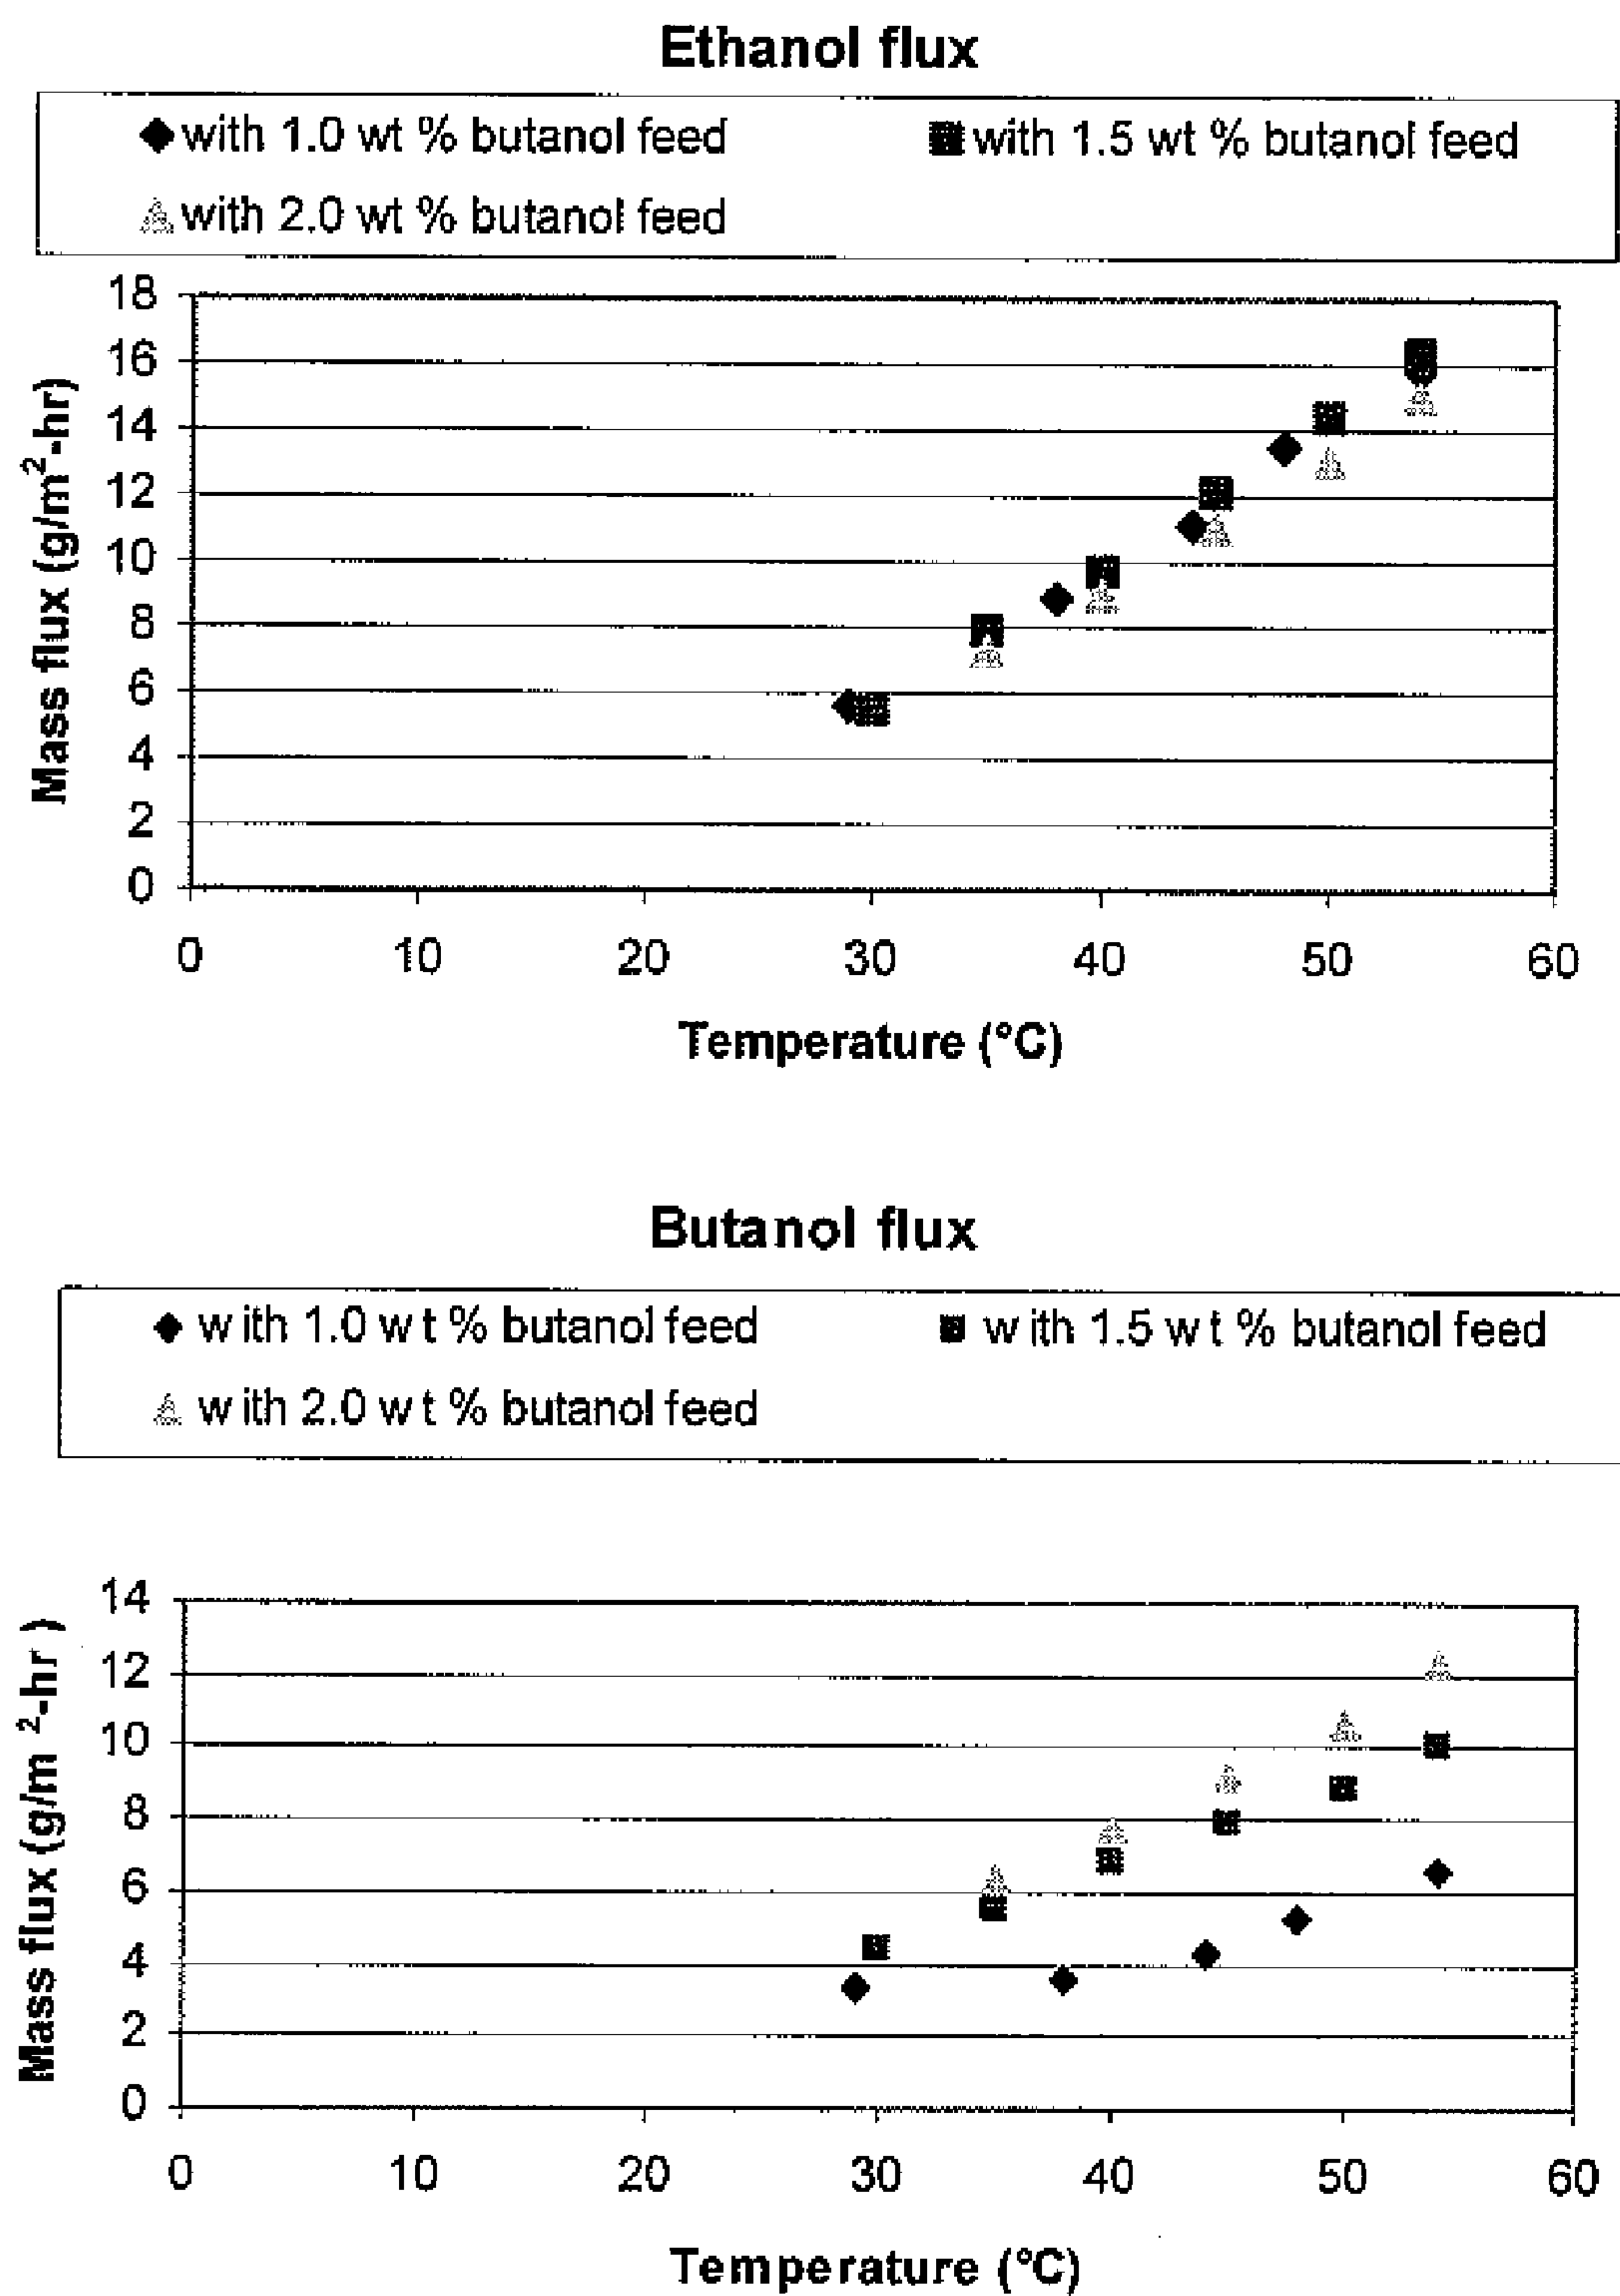 Ethanol flux
with 1.0 wt % butanol feed
with 1.5 wt % butanol feed
with 2.0 wt % butanol feed
18
16
14
12
10
8
6
4
2
0
Mass flux (g/m²-hr)
0 10 20 30 40 50 60
Temperature (°C)
Butanol flux
with 1.0 wt % butanol feed
with 1.5 wt % butanol feed
with 2.0 wt % butanol feed
14
12
10
8
6
4
2
0
Mass flux (g/m ²-hr )
0 10 20 30 40 50 60
Temperature (°C)